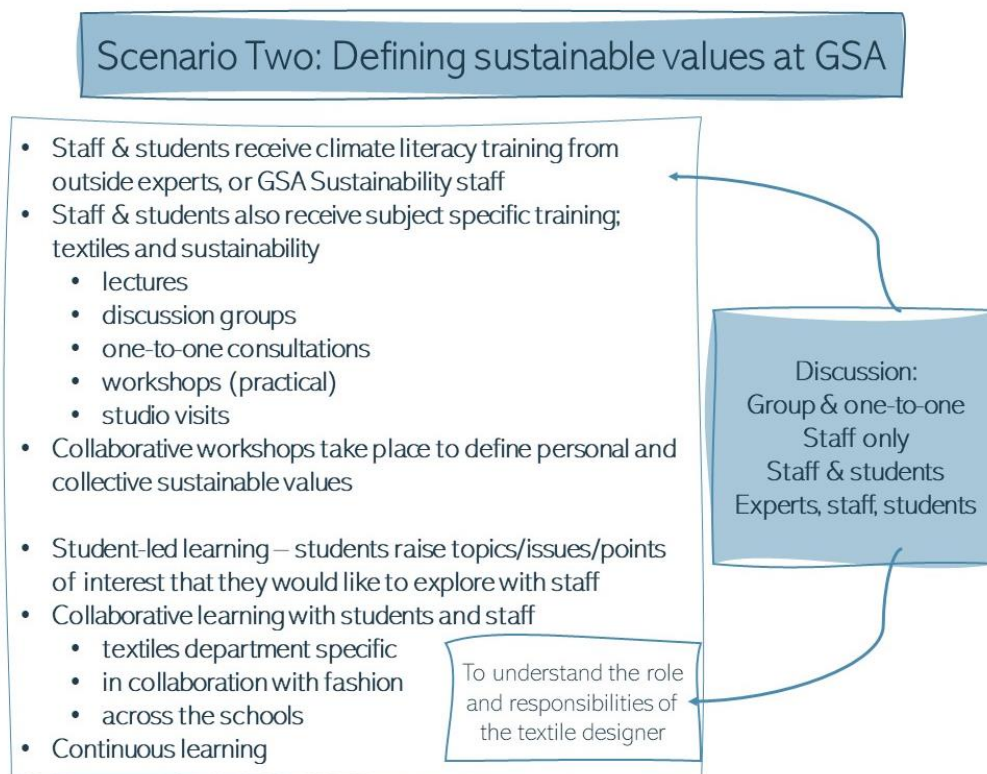 Scenario Two: Defining sustainable values at GSA
• Staff & students receive climate literacy training from
outside experts, or GSA Sustainability staff
• Staff & students also receive subject specific training;
textiles and sustainability
• lectures
• discussion groups
• one-to-one consultations
• workshops (practical)
• studio visits
• Collaborative workshops take place to define personal and
collective sustainable values
• Student-led learning – students raise topics/issues/points
of interest that they would like to explore with staff
• Collaborative learning with students and staff
• textiles department specific
• in collaboration with fashion
• across the schools
• Continuous learning
To understand the role
and responsibilities of
the textile designer
Discussion:
Group & one-to-one
Staff only
Staff & students
Experts, staff, students